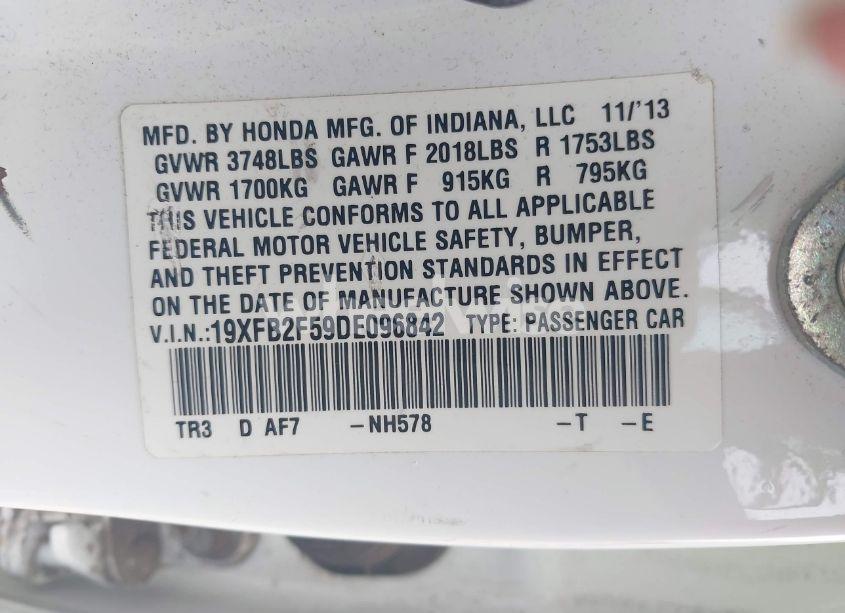 MFD. BY HONDA MFG. OF INDIANA, LLC 11/'13
GVWR 3748LBS GAWR F 2018LBS R 1753LBS
GVWR 1700KG GAWR F 915KG R 795KG
THIS VEHICLE CONFORMS TO ALL APPLICABLE
FEDERAL MOTOR VEHICLE SAFETY, BUMPER,
AND THEFT PREVENTION STANDARDS IN EFFECT
ON THE DATE OF MANUFACTURE SHOWN ABOVE.
V.I.N.:19XFB2F59DE096842 TYPE: PASSENGER CAR
TR3 D AF7 -NH578 -T -E